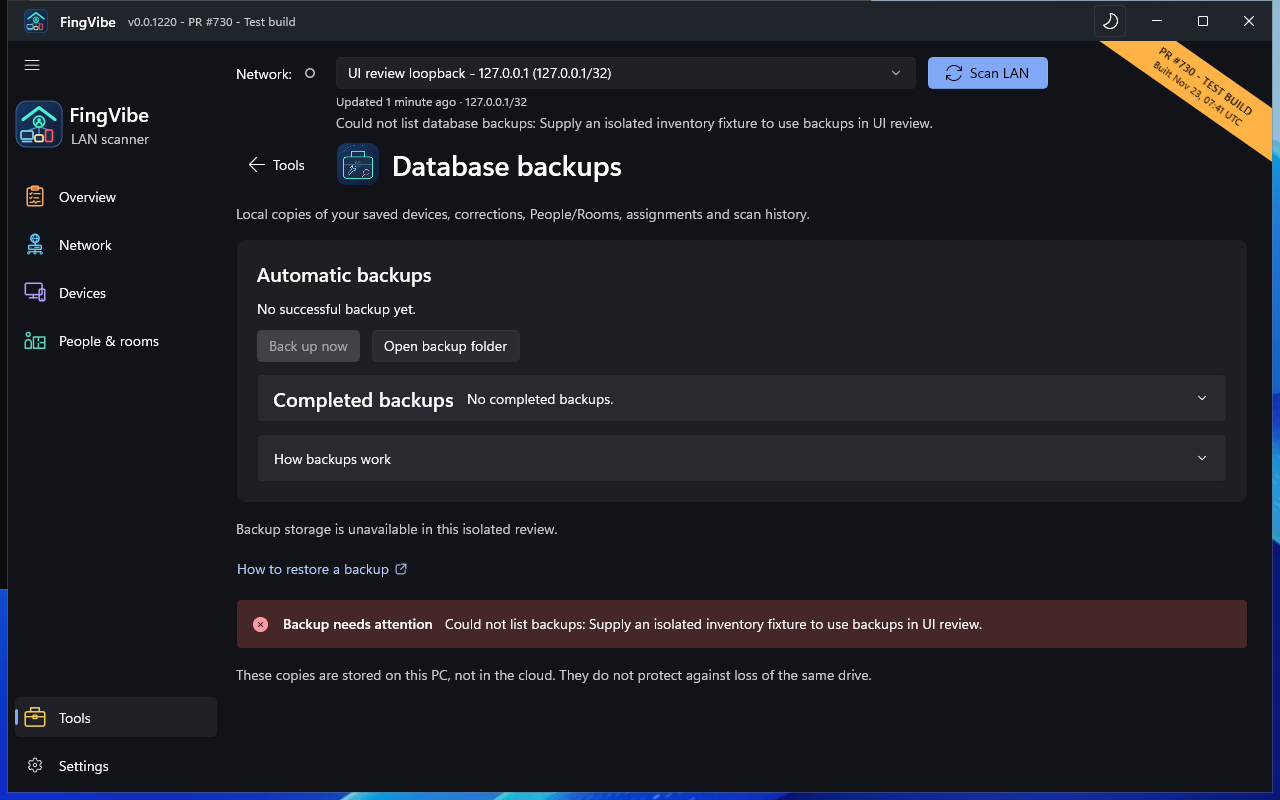 FingVibe v0.0.1220 - PR #730 - Test build
PR #730 - TEST BUILD
Built Nov 23, 07:41 UTC
Network:
UI review loopback - 127.0.0.1 (127.0.0.1/32)
Scan LAN
Updated 1 minute ago · 127.0.0.1/32
Could not list database backups: Supply an isolated inventory fixture to use backups in UI review.
FingVibe
LAN scanner
Overview
Network
Devices
People & rooms
Tools
Settings
Tools
Database backups
Local copies of your saved devices, corrections, People/Rooms, assignments and scan history.
Automatic backups
No successful backup yet.
Back up now
Open backup folder
Completed backups No completed backups.
How backups work
Backup storage is unavailable in this isolated review.
How to restore a backup
Backup needs attention Could not list backups: Supply an isolated inventory fixture to use backups in UI review.
These copies are stored on this PC, not in the cloud. They do not protect against loss of the same drive.